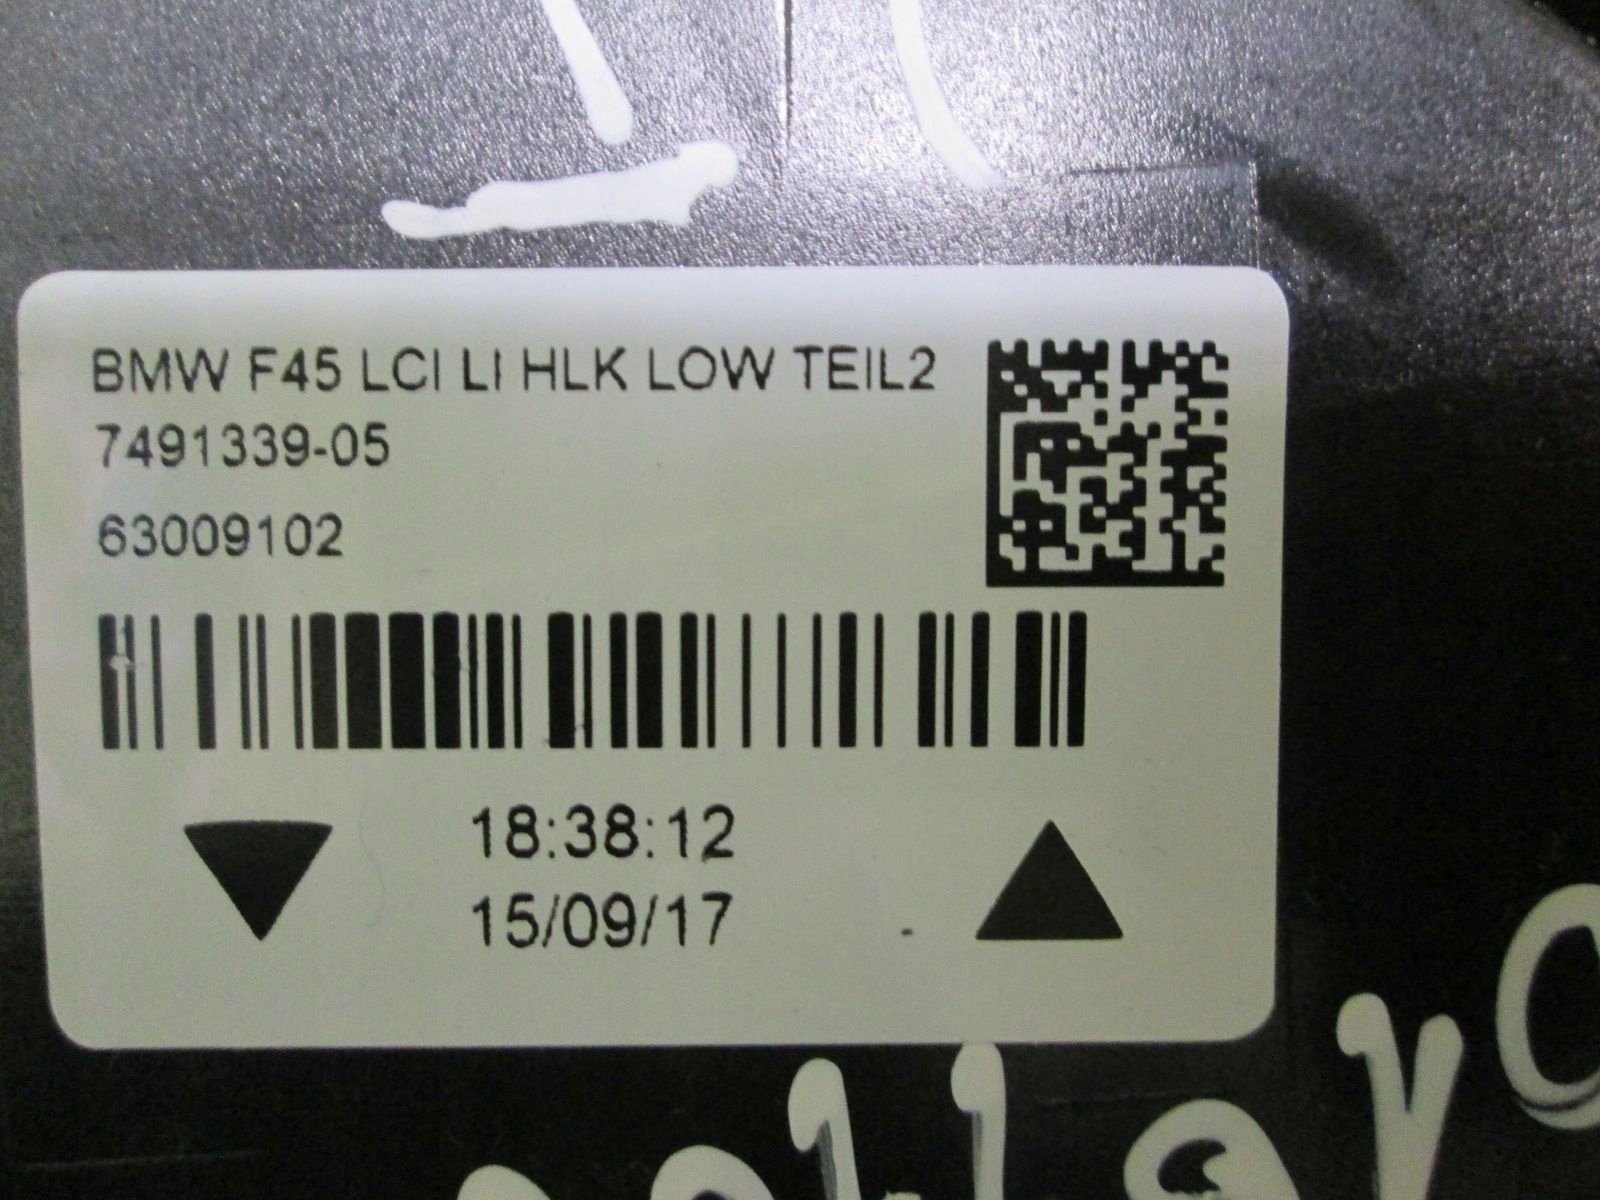 BMW F45 LCI LI HLK LOW TEIL2
7491339-05
63009102
18:38:12
15/09/17